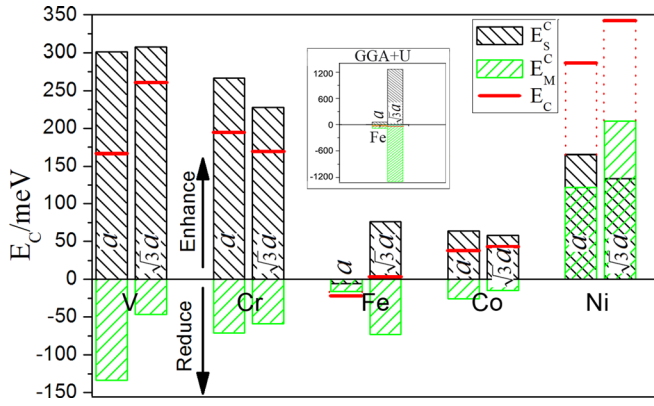 E_C/meV
350
300
250
200
150
100
50
0
-50
-100
-150
Enhance
Reduce
a
√3a
V
a
√3a
Cr
a
√3a
Fe
a
√3a
Co
a
√3a
Ni
GGA+U
1200
600
0
-600
-1200
a
√3a
Fe
E_S^C
E_M^C
E_C